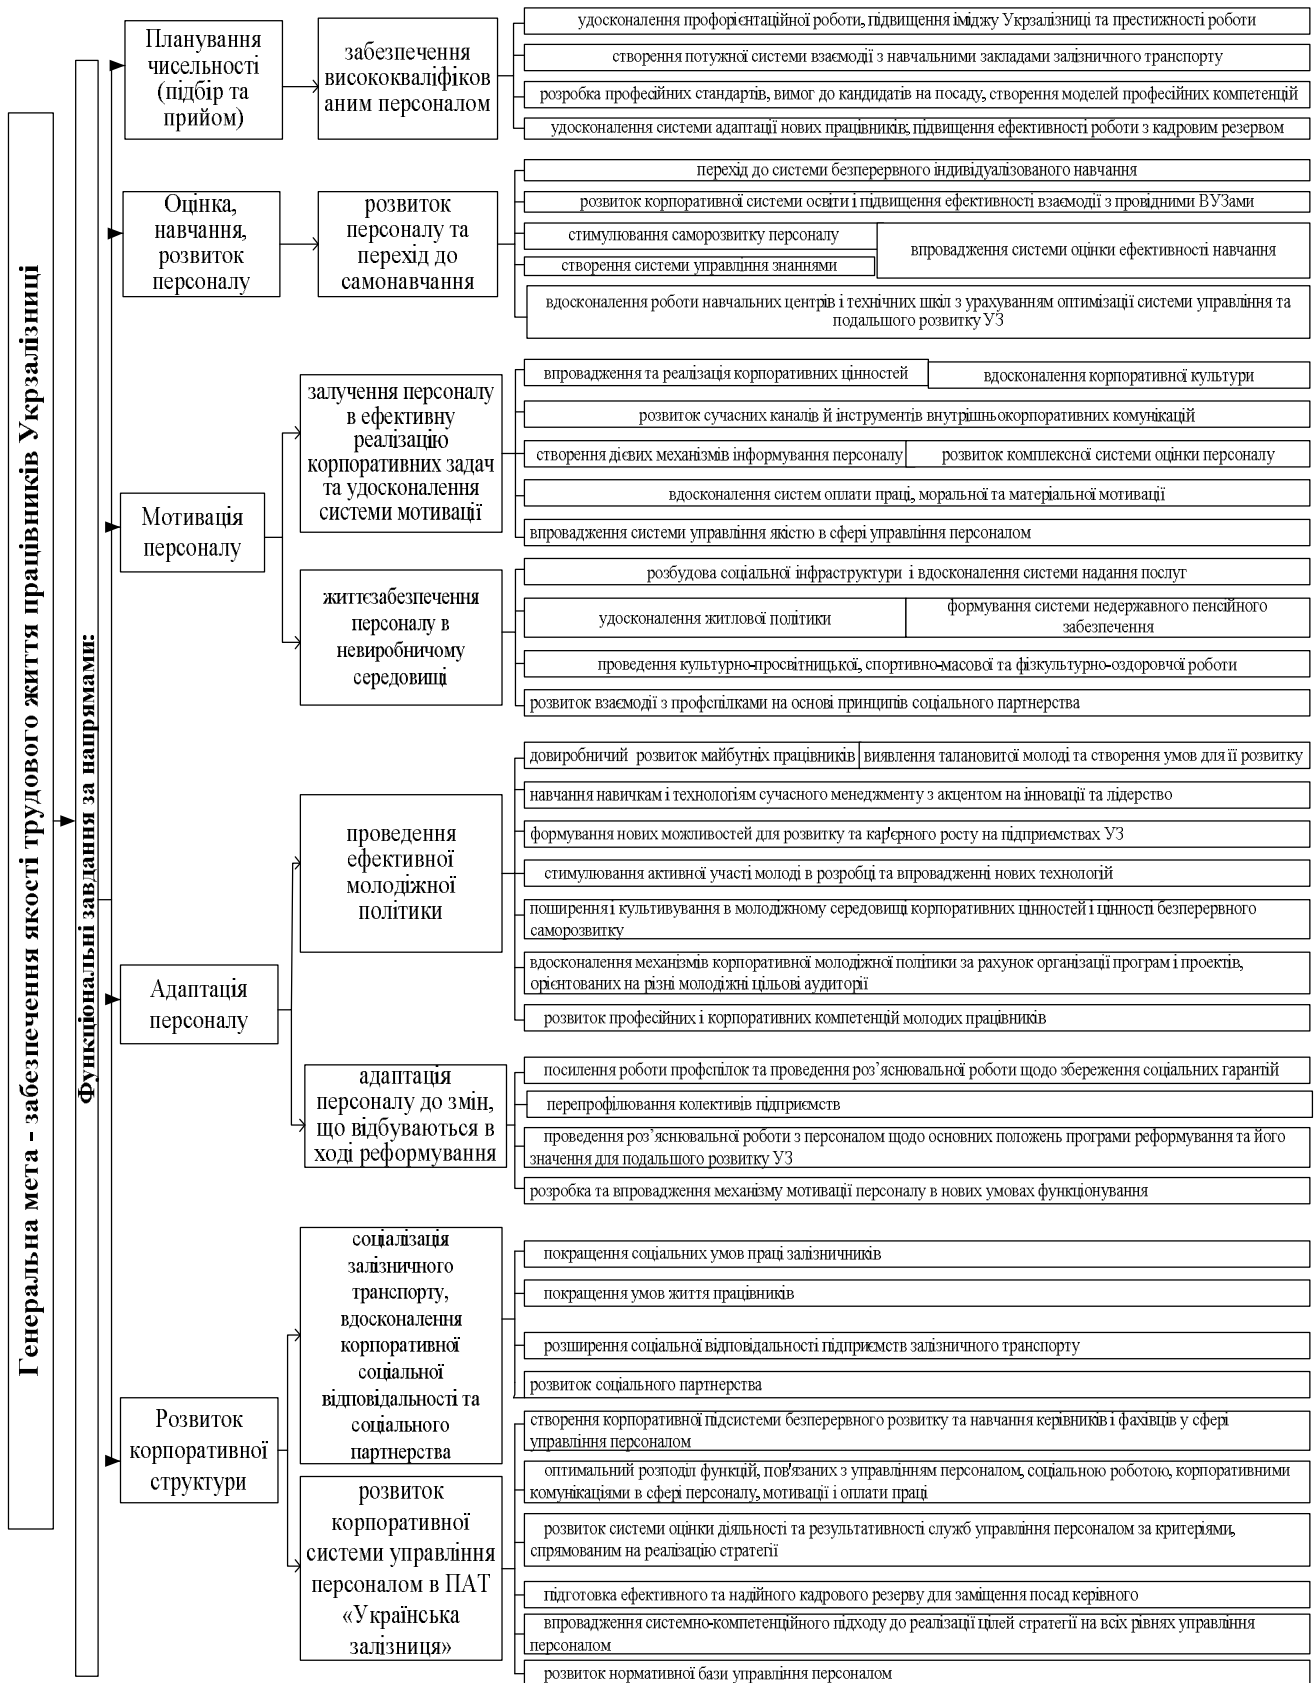 Генеральна мета - забезпечення якості трудового життя працівників Укрзалізниці
Функціональні завдання за напрямами:
Планування
чисельності
(підбір та
прийом)
забезпечення
висококваліфіков
аним персоналом
удосконалення профорієнтаційної роботи, підвищення іміджу Укрзалізниці та престижності роботи
створення потужної системи взаємодії з навчальними закладами залізничного транспорту
розробка професійних стандартів, вимог до кандидатів на посаду, створення моделей професійних компетенцій
удосконалення системи адаптації нових працівників, підвищення ефективності роботи з кадровим резервом
Оцінка,
навчання,
розвиток
персоналу
розвиток
персоналу та
перехід до
самонавчання
перехід до системи безперервного індивідуалізованого навчання
розвиток корпоративної системи освіти і підвищення ефективності взаємодії з провідними ВУЗами
стимулювання саморозвитку персоналу
створення системи управління знаннями
впровадження системи оцінки ефективності навчання
вдосконалення роботи навчальних центрів і технічних шкіл з урахуванням оптимізації системи управління та
подальшого розвитку УЗ
Мотивація
персоналу
залучення персоналу
в ефективну
реалізацію
корпоративних задач
та удосконалення
системи мотивації
впровадження та реалізація корпоративних цінностей
вдосконалення корпоративної культури
розвиток сучасних каналів й інструментів внутрішньокорпоративних комунікацій
створення дієвих механізмів інформування персоналу
розвиток комплексної системи оцінки персоналу
вдосконалення систем оплати праці, моральної та матеріальної мотивації
впровадження системи управління якістю в сфері управління персоналом
життєзабезпечення
персоналу в
невиробничому
середовищі
розбудова соціальної інфраструктури і вдосконалення системи надання послуг
удосконалення житлової політики
формування системи недержавного пенсійного
забезпечення
проведення культурно-просвітницької, спортивно-масової та фізкультурно-оздоровчої роботи
розвиток взаємодії з профспілками на основі принципів соціального партнерства
Адаптація
персоналу
проведення
ефективної
молодіжної
політики
довиробничий розвиток майбутніх працівників
виявлення талановитої молоді та створення умов для її розвитку
навчання навичкам і технологіям сучасного менеджменту з акцентом на інновації та лідерство
формування нових можливостей для розвитку та кар'єрного росту на підприємствах УЗ
стимулювання активної участі молоді в розробці та впровадженні нових технологій
поширення і культивування в молодіжному середовищі корпоративних цінностей і цінності безперервного
саморозвитку
вдосконалення механізмів корпоративної молодіжної політики за рахунок організації програм і проектів,
орієнтованих на різні молодіжні цільові аудиторії
розвиток професійних і корпоративних компетенцій молодих працівників
адаптація
персоналу до змін,
що відбуваються в
ході реформування
посилення роботи профспілок та проведення роз’яснювальної роботи щодо збереження соціальних гарантій
перепрофілювання колективів підприємств
проведення роз’яснювальної роботи з персоналом щодо основних положень програми реформування та його
значення для подальшого розвитку УЗ
розробка та впровадження механізму мотивації персоналу в нових умовах функціонування
Розвиток
корпоративної
структури
соціалізація
залізничного
транспорту,
вдосконалення
корпоративної
соціальної
відповідальності та
соціального
партнерства
покращення соціальних умов праці залізничників
покращення умов життя працівників
розширення соціальної відповідальності підприємств залізничного транспорту
розвиток соціального партнерства
розвиток
корпоративної
системи управління
персоналом в ПАТ
«Українська
залізниця»
створення корпоративної підсистеми безперервного розвитку та навчання керівників і фахівців у сфері
управління персоналом
оптимальний розподіл функцій, пов'язаних з управлінням персоналом, соціальною роботою, корпоративними
комунікаціями в сфері персоналу, мотивації і оплати праці
розвиток системи оцінки діяльності та результативності служб управління персоналом за критеріями,
спрямованим на реалізацію стратегії
підготовка ефективного та надійного кадрового резерву для заміщення посад керівного
впровадження системно-компетенційного підходу до реалізації цілей стратегії на всіх рівнях управління
персоналом
розвиток нормативної бази управління персоналом